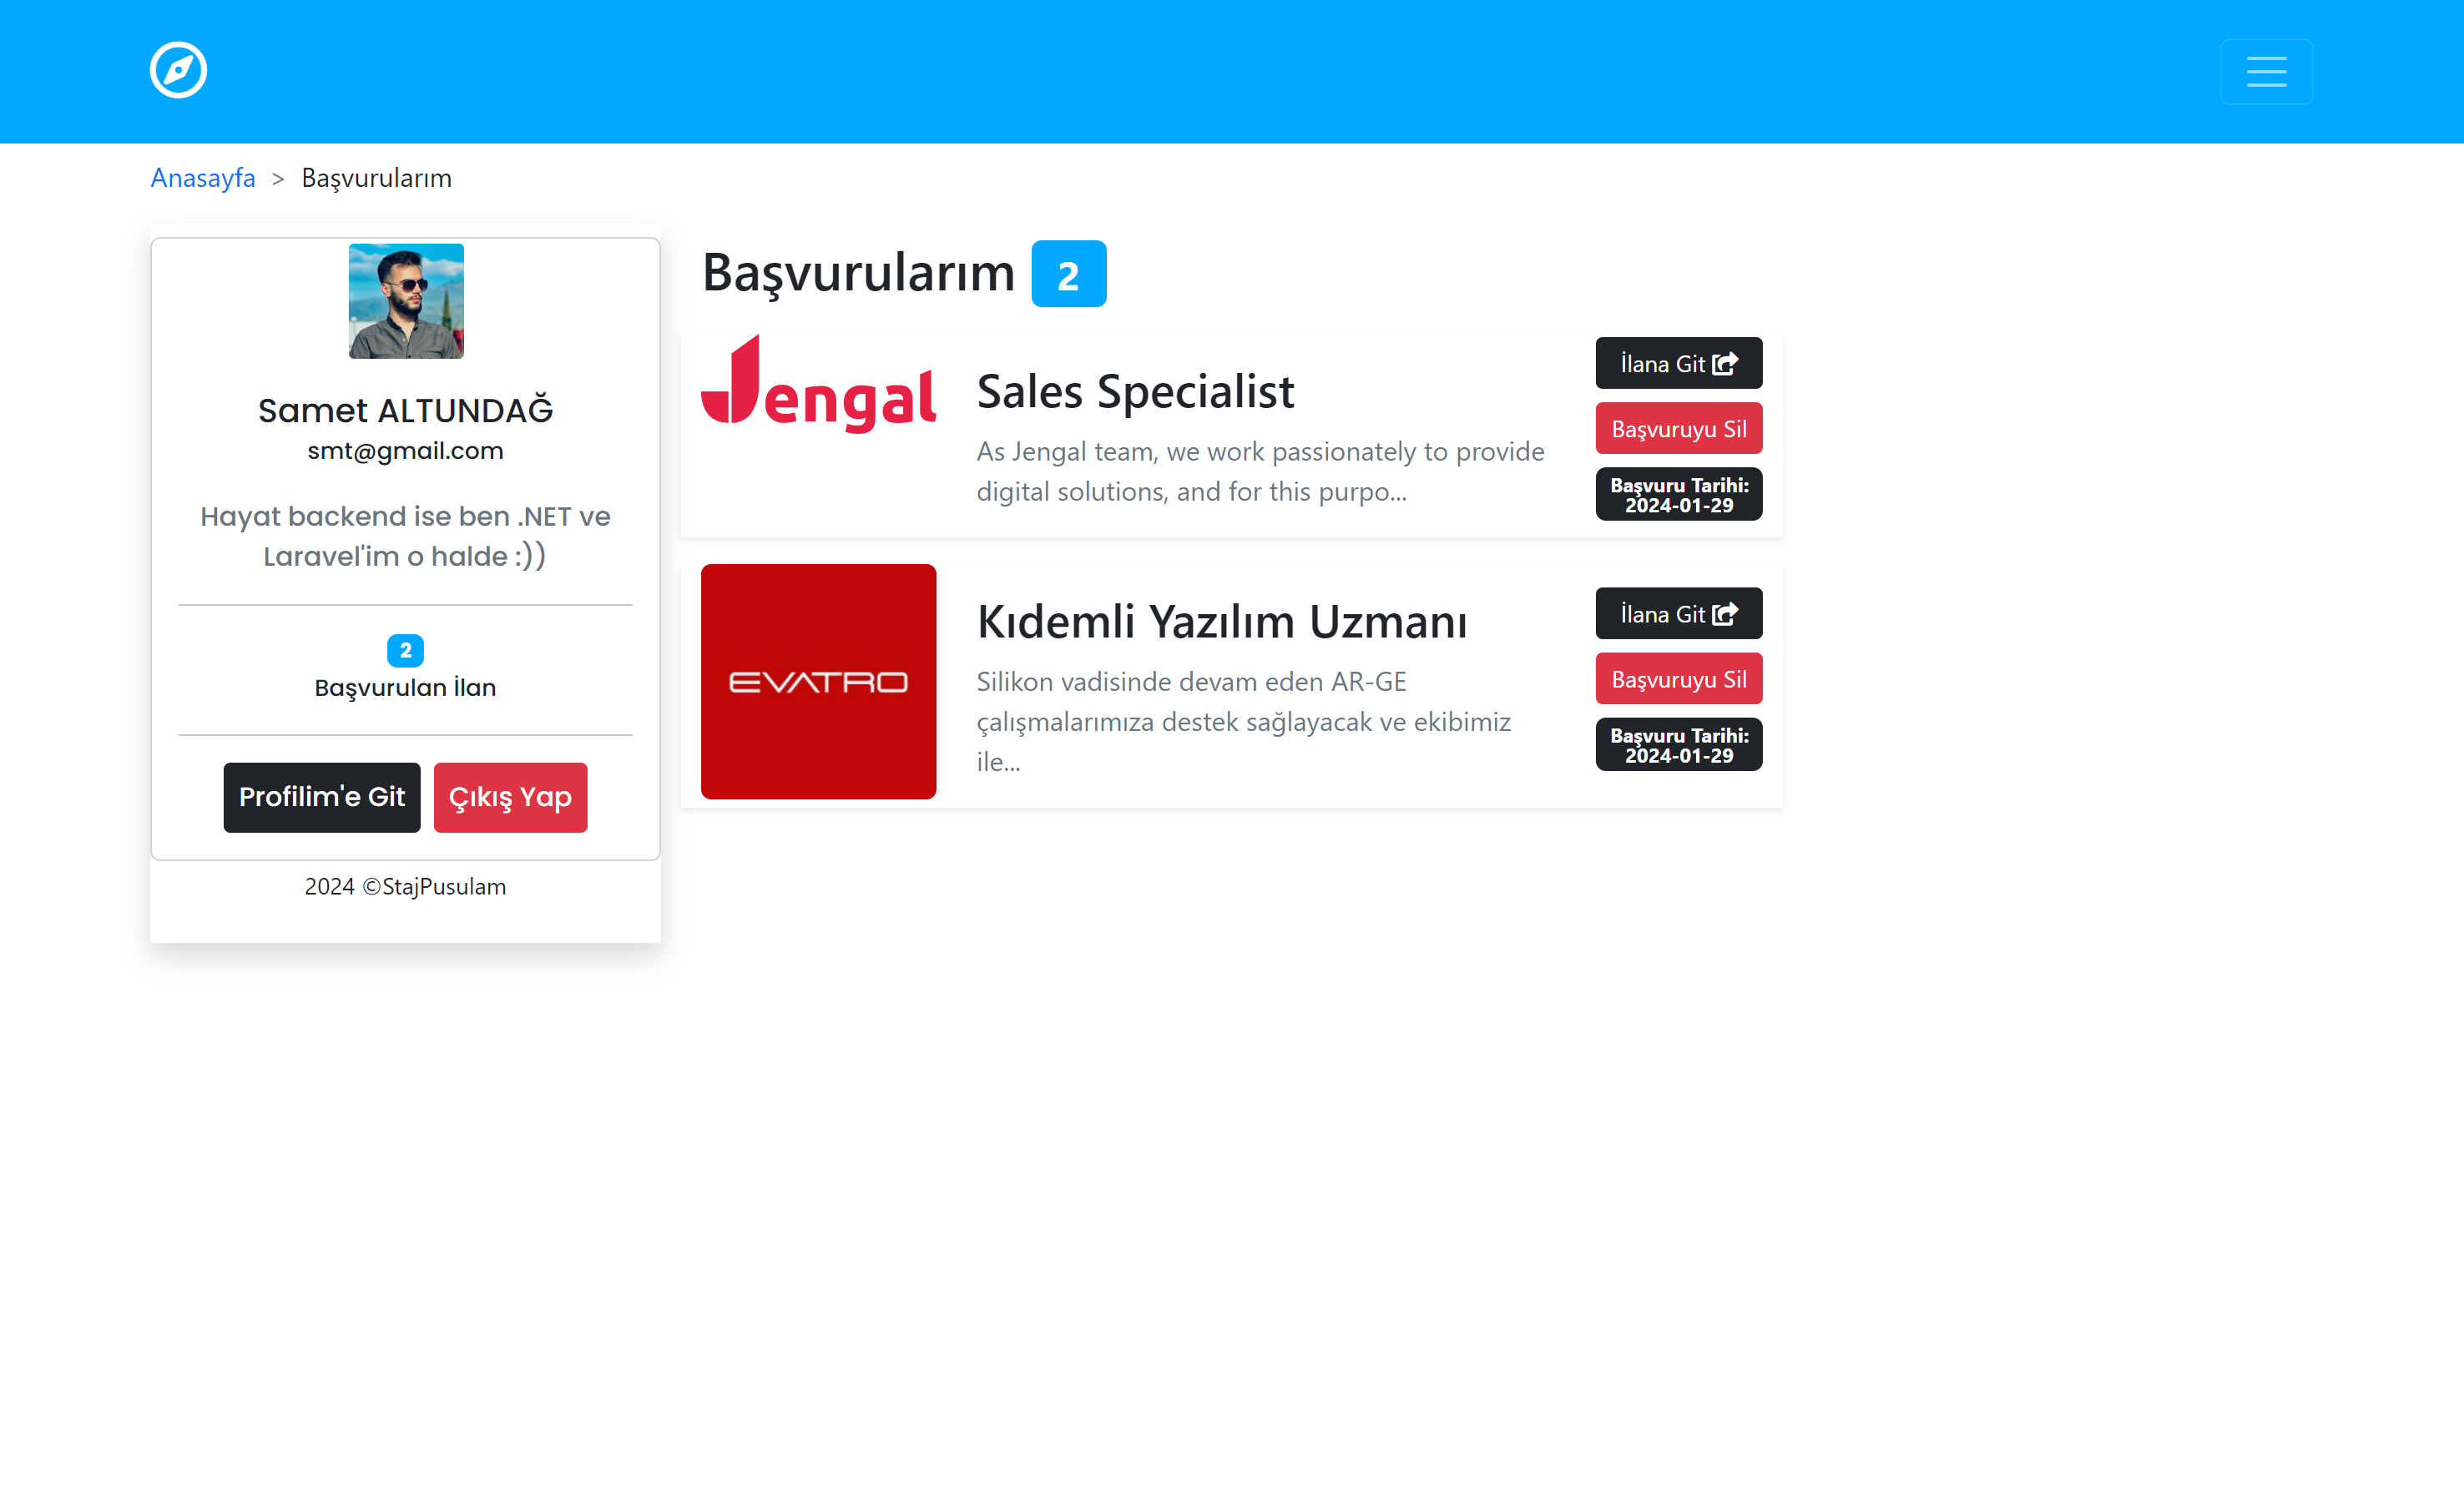 Anasayfa > Başvurularım
Samet ALTUNDAĞ
smt@gmail.com
Hayat backend ise ben .NET ve
Laravel'im o halde :))
2
Başvurulan İlan
Profilim'e Git
Çıkış Yap
2024 ©StajPusulam
Başvurularım 2
Jengal
Sales Specialist
As Jengal team, we work passionately to provide
digital solutions, and for this purpo...
İlana Git
Başvuruyu Sil
Başvuru Tarihi:
2024-01-29
EVATRO
Kıdemli Yazılım Uzmanı
Silikon vadisinde devam eden AR-GE
çalışmalarımıza destek sağlayacak ve ekibimiz
ile...
İlana Git
Başvuruyu Sil
Başvuru Tarihi:
2024-01-29